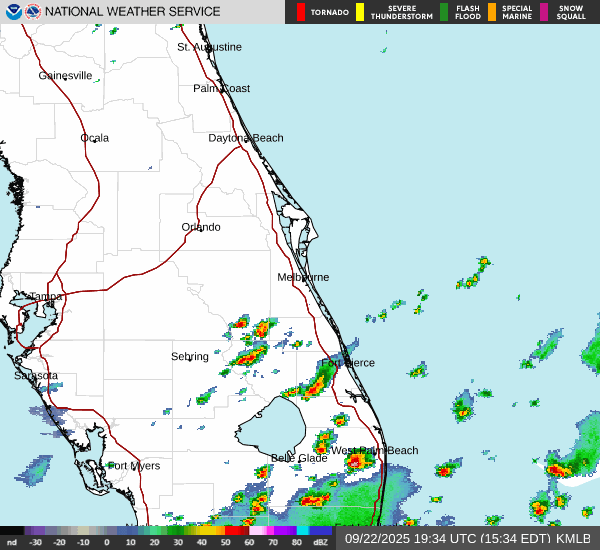 NATIONAL WEATHER SERVICE
TORNADO
SEVERE
THUNDERSTORM
FLASH
FLOOD
SPECIAL
MARINE
SNOW
SQUALL
St. Augustine
Gainesville
Palm Coast
Ocala
Daytona Beach
Orlando
Melbourne
Tampa
Sebring
Fort Pierce
Sarasota
West Palm Beach
Belle Glade
Fort Myers
nd -30 -20 -10 0 10 20 30 40 50 60 70 80 dBZ
09/22/2025 19:34 UTC (15:34 EDT) KMLB